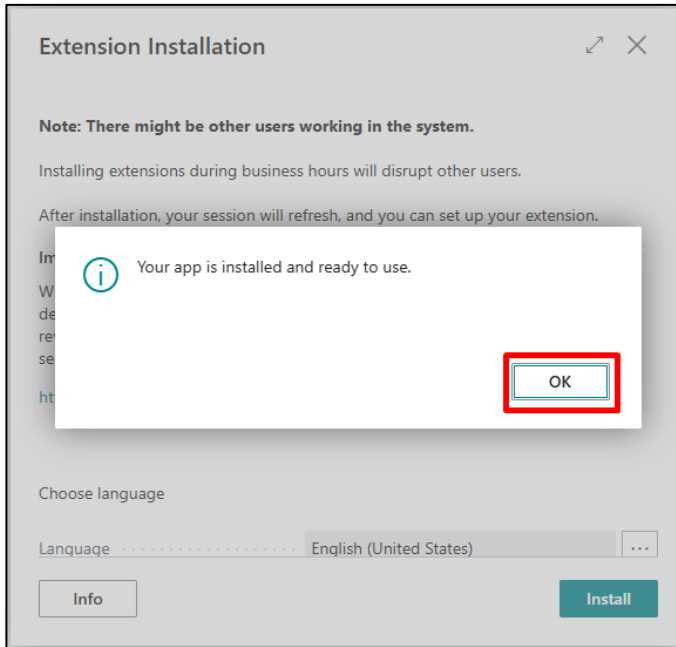 Extension Installation
Note: There might be other users working in the system.
Installing extensions during business hours will disrupt other users.
After installation, your session will refresh, and you can set up your extension.
Your app is installed and ready to use.
OK
Choose language
Language
English (United States)
Info
Install